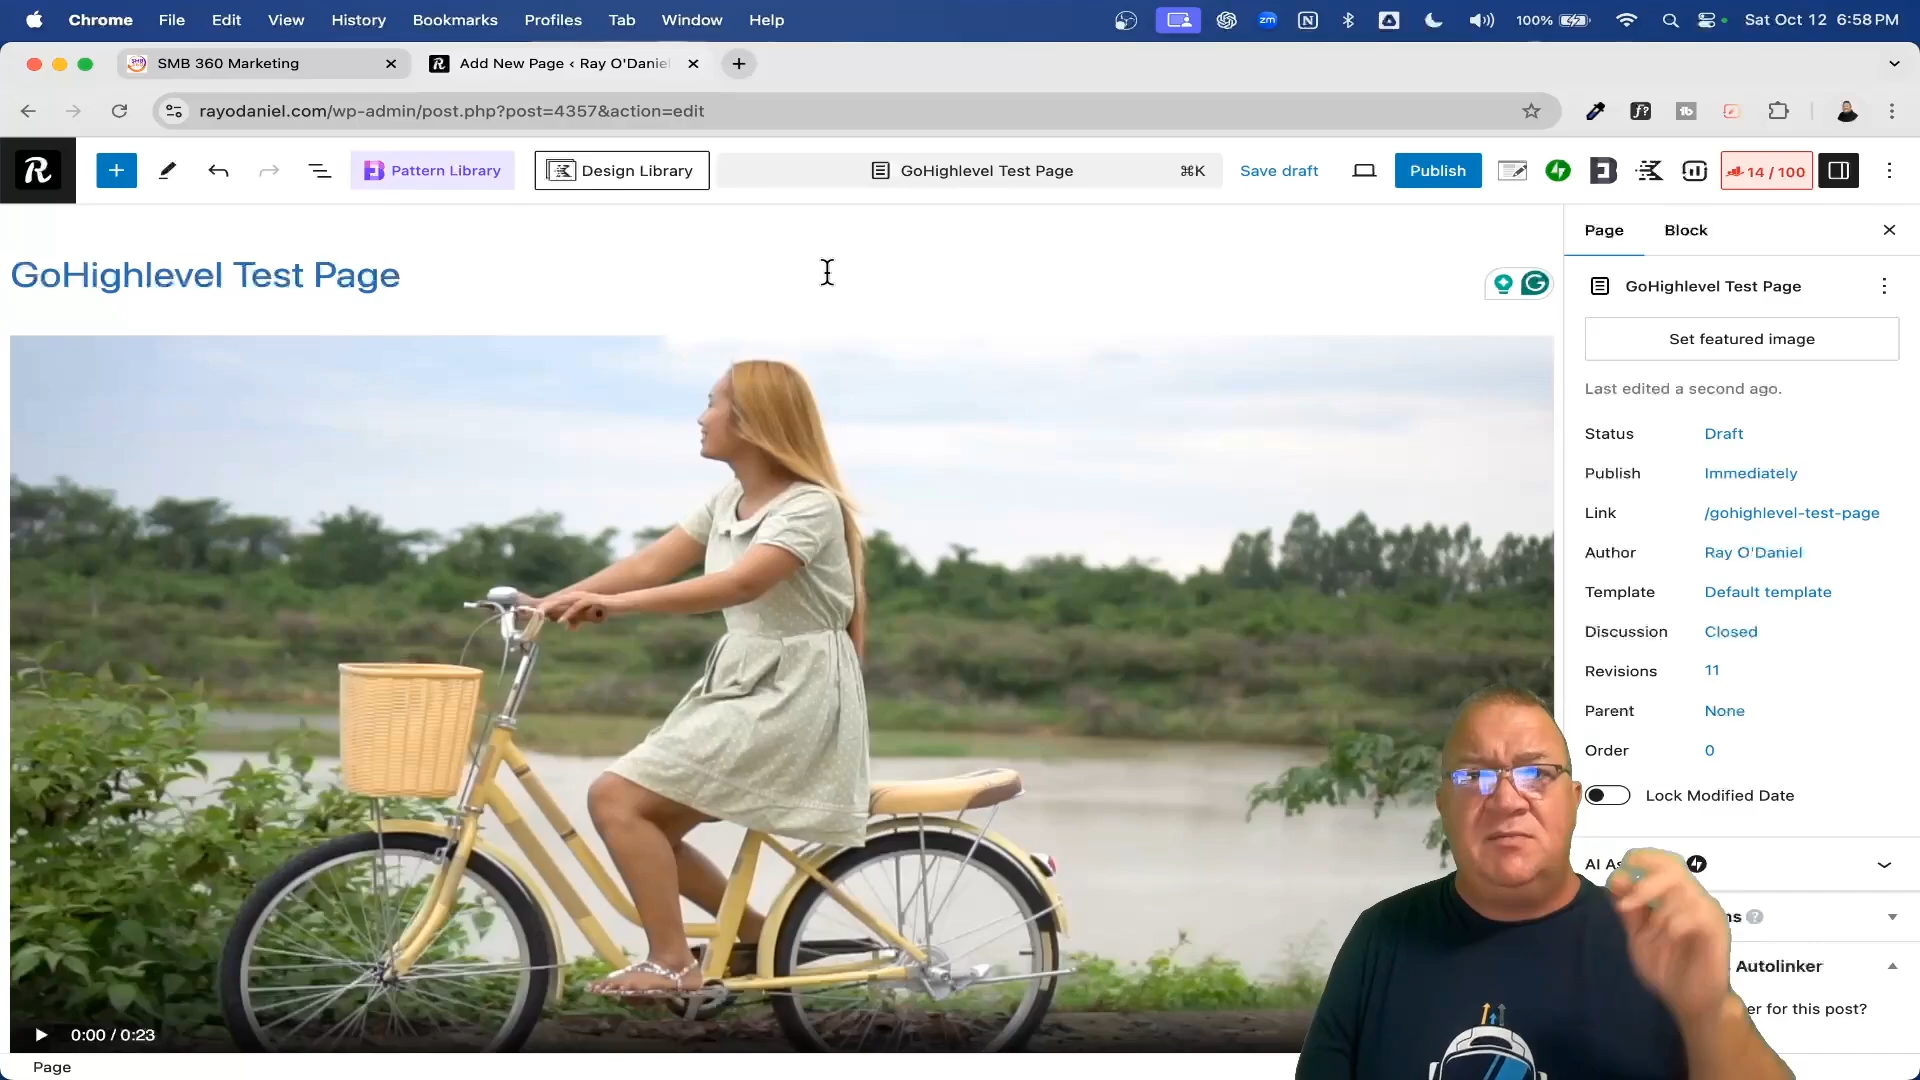 Chrome File Edit View History Bookmarks Profiles Tab Window Help
zm
100%
Sat Oct 12 6:58 PM
SMB 360 Marketing
Add New Page ‹ Ray O'Danie
rayodaniel.com/wp-admin/post.php?post=4357&action=edit
f?
tb
Pattern Library
Design Library
GoHighlevel Test Page
⌘K
Save draft
Publish
14 / 100
GoHighlevel Test Page
Page
Block
GoHighlevel Test Page
Set featured image
Last edited a second ago.
Status Draft
Publish Immediately
Link /gohighlevel-test-page
Author Ray O'Daniel
Template Default template
Discussion Closed
Revisions 11
Parent None
Order 0
Lock Modified Date
AI
Autolinker
for this post?
0:00 / 0:23
Page